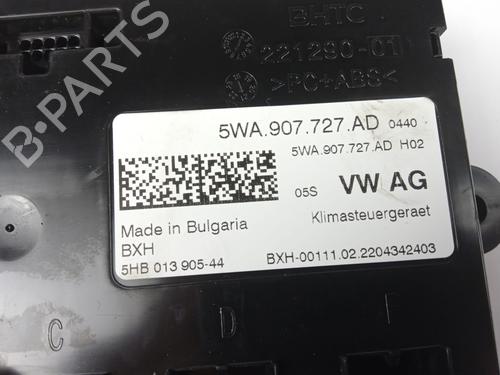 BHTC
221290-01
>PC+ABS<
5WA.907.727.AD 0440
5WA.907.727.AD H02
05S VW AG
Made in Bulgaria
Klimasteuergeraet
BXH
5HB 013 905-44
BXH-00111.02.2204342403
C D E
B-PARTS